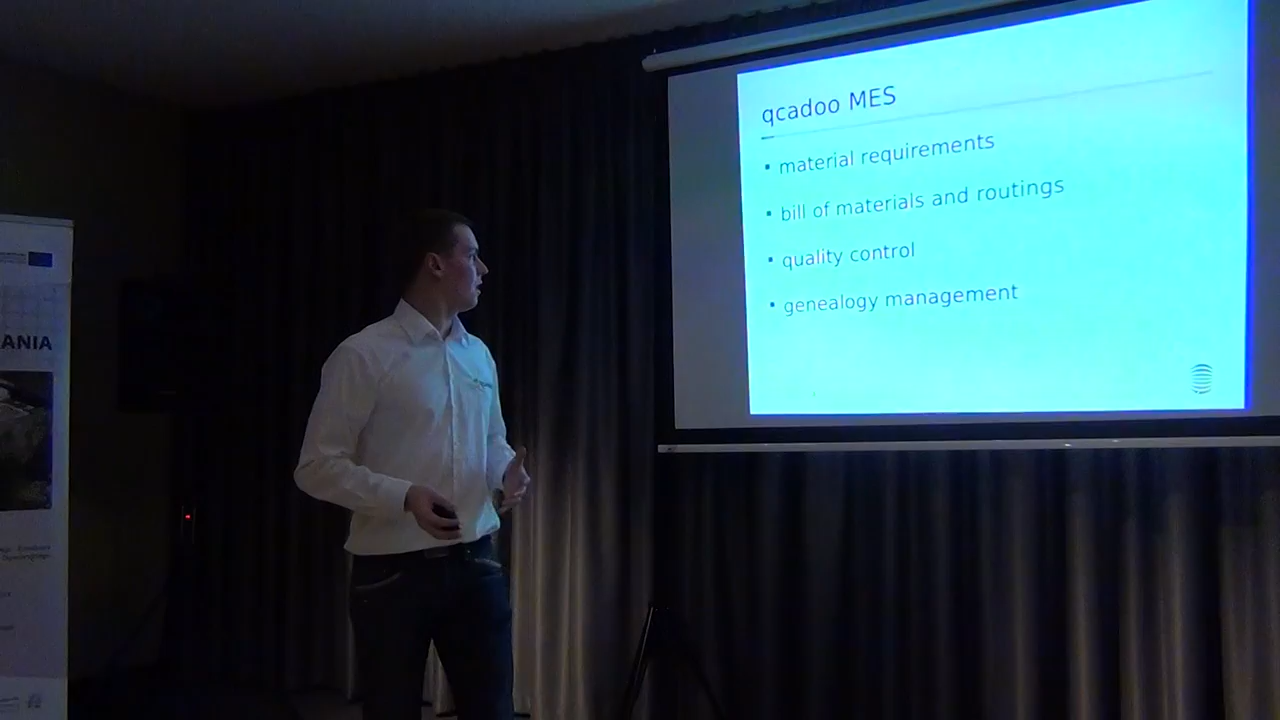 qcadoo MES
▪ material requirements
▪ bill of materials and routings
▪ quality control
▪ genealogy management
ANIA